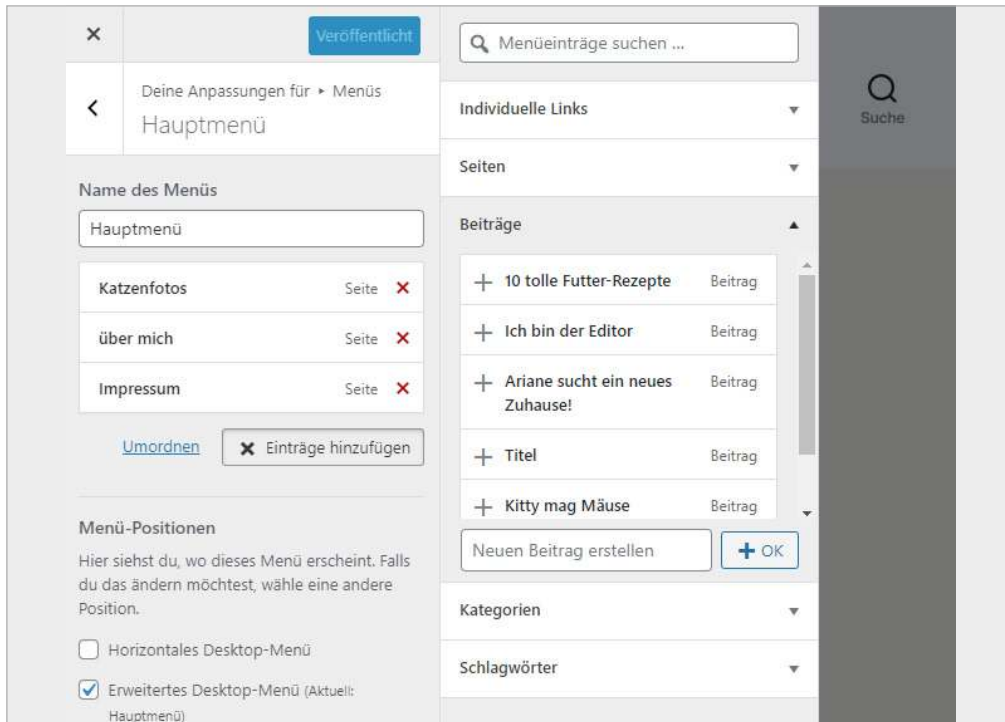 Veröffentlicht
Deine Anpassungen für ▸ Menüs
Hauptmenü
Name des Menüs
Hauptmenü
Katzenfotos Seite
über mich Seite
Impressum Seite
Umordnen Einträge hinzufügen
Menü-Positionen
Hier siehst du, wo dieses Menü erscheint. Falls
du das ändern möchtest, wähle eine andere
Position.
Horizontales Desktop-Menü
Erweitertes Desktop-Menü (Aktuell:
Hauptmenü)
Menüeinträge suchen ...
Individuelle Links
Seiten
Beiträge
10 tolle Futter-Rezepte Beitrag
Ich bin der Editor Beitrag
Ariane sucht ein neues Beitrag
Zuhause!
Titel Beitrag
Kitty mag Mäuse Beitrag
Neuen Beitrag erstellen + OK
Kategorien
Schlagwörter
Suche